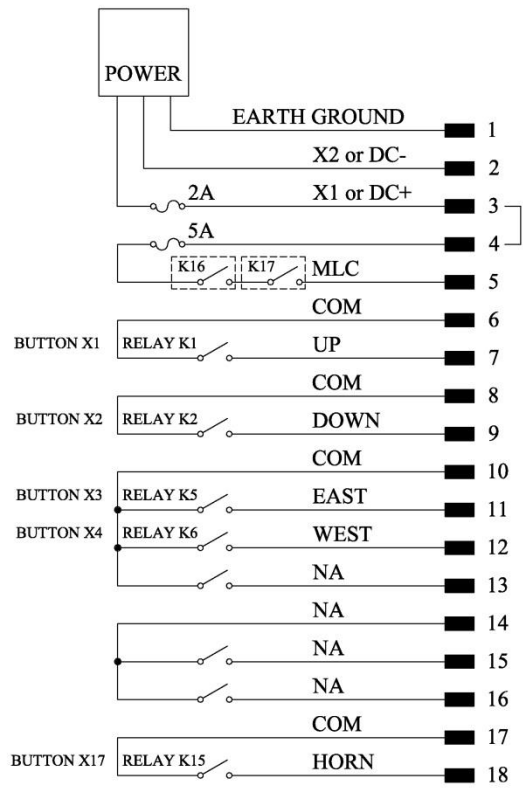 POWER
EARTH GROUND 1
X2 or DC- 2
2A X1 or DC+ 3
5A 4
K16 K17 MLC 5
COM 6
BUTTON X1 RELAY K1 UP 7
COM 8
BUTTON X2 RELAY K2 DOWN 9
COM 10
BUTTON X3 RELAY K5 EAST 11
BUTTON X4 RELAY K6 WEST 12
NA 13
NA 14
NA 15
NA 16
COM 17
BUTTON X17 RELAY K15 HORN 18